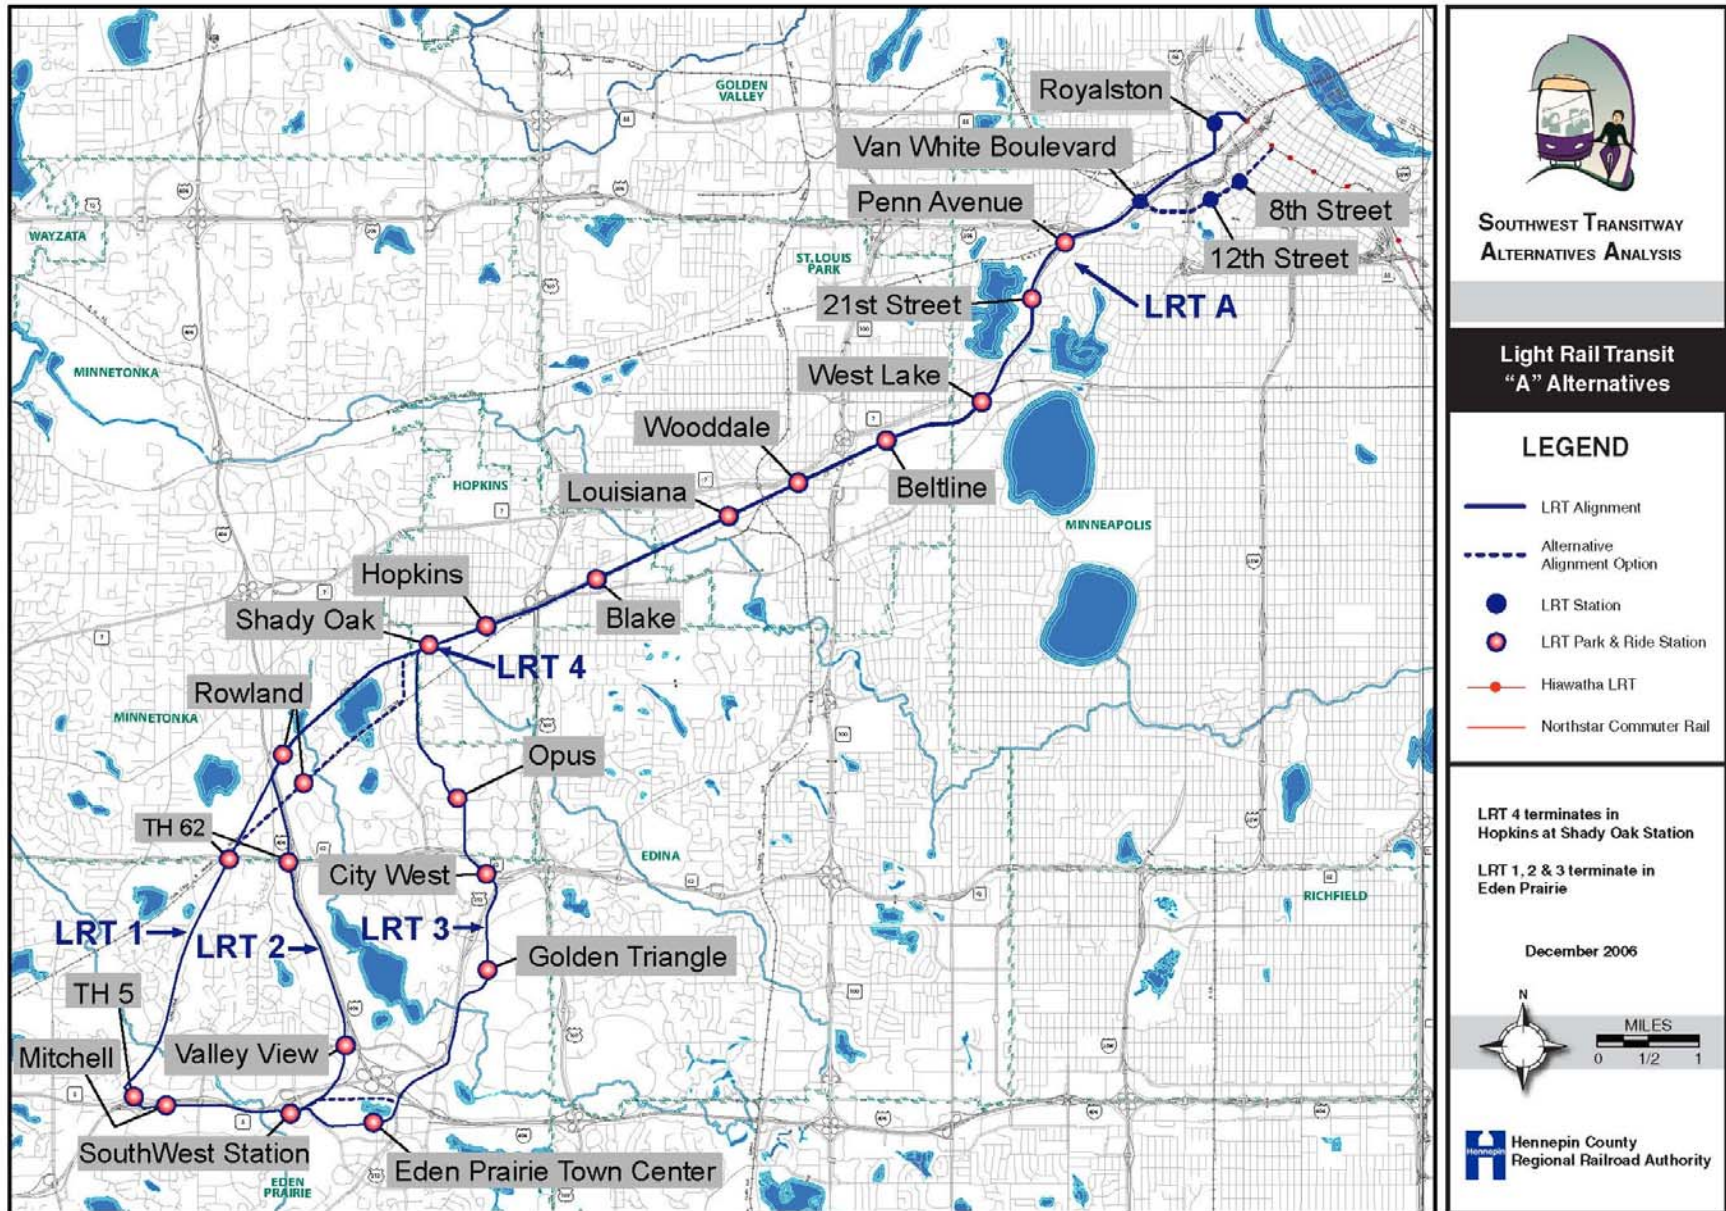 Royalston
Van White Boulevard
Penn Avenue
8th Street
12th Street
21st Street
LRT A
West Lake
Wooddale
Beltline
Louisiana
Hopkins
Blake
Shady Oak
LRT 4
Rowland
Opus
TH 62
City West
LRT 1
LRT 2
LRT 3
Golden Triangle
TH 5
Mitchell
Valley View
SouthWest Station
Eden Prairie Town Center
GOLDEN
VALLEY
WAYZATA
ST.LOUIS
PARK
MINNETONKA
HOPKINS
MINNEAPOLIS
MINNETONKA
EDINA
RICHFIELD
EDEN
PRAIRIE
SOUTHWEST TRANSITWAY
ALTERNATIVES ANALYSIS
Light Rail Transit
“A” Alternatives
LEGEND
LRT Alignment
Alternative
Alignment Option
LRT Station
LRT Park & Ride Station
Hiawatha LRT
Northstar Commuter Rail
LRT 4 terminates in
Hopkins at Shady Oak Station
LRT 1, 2 & 3 terminate in
Eden Prairie
December 2006
N
MILES
0 1/2 1
Hennepin
Hennepin County
Regional Railroad Authority